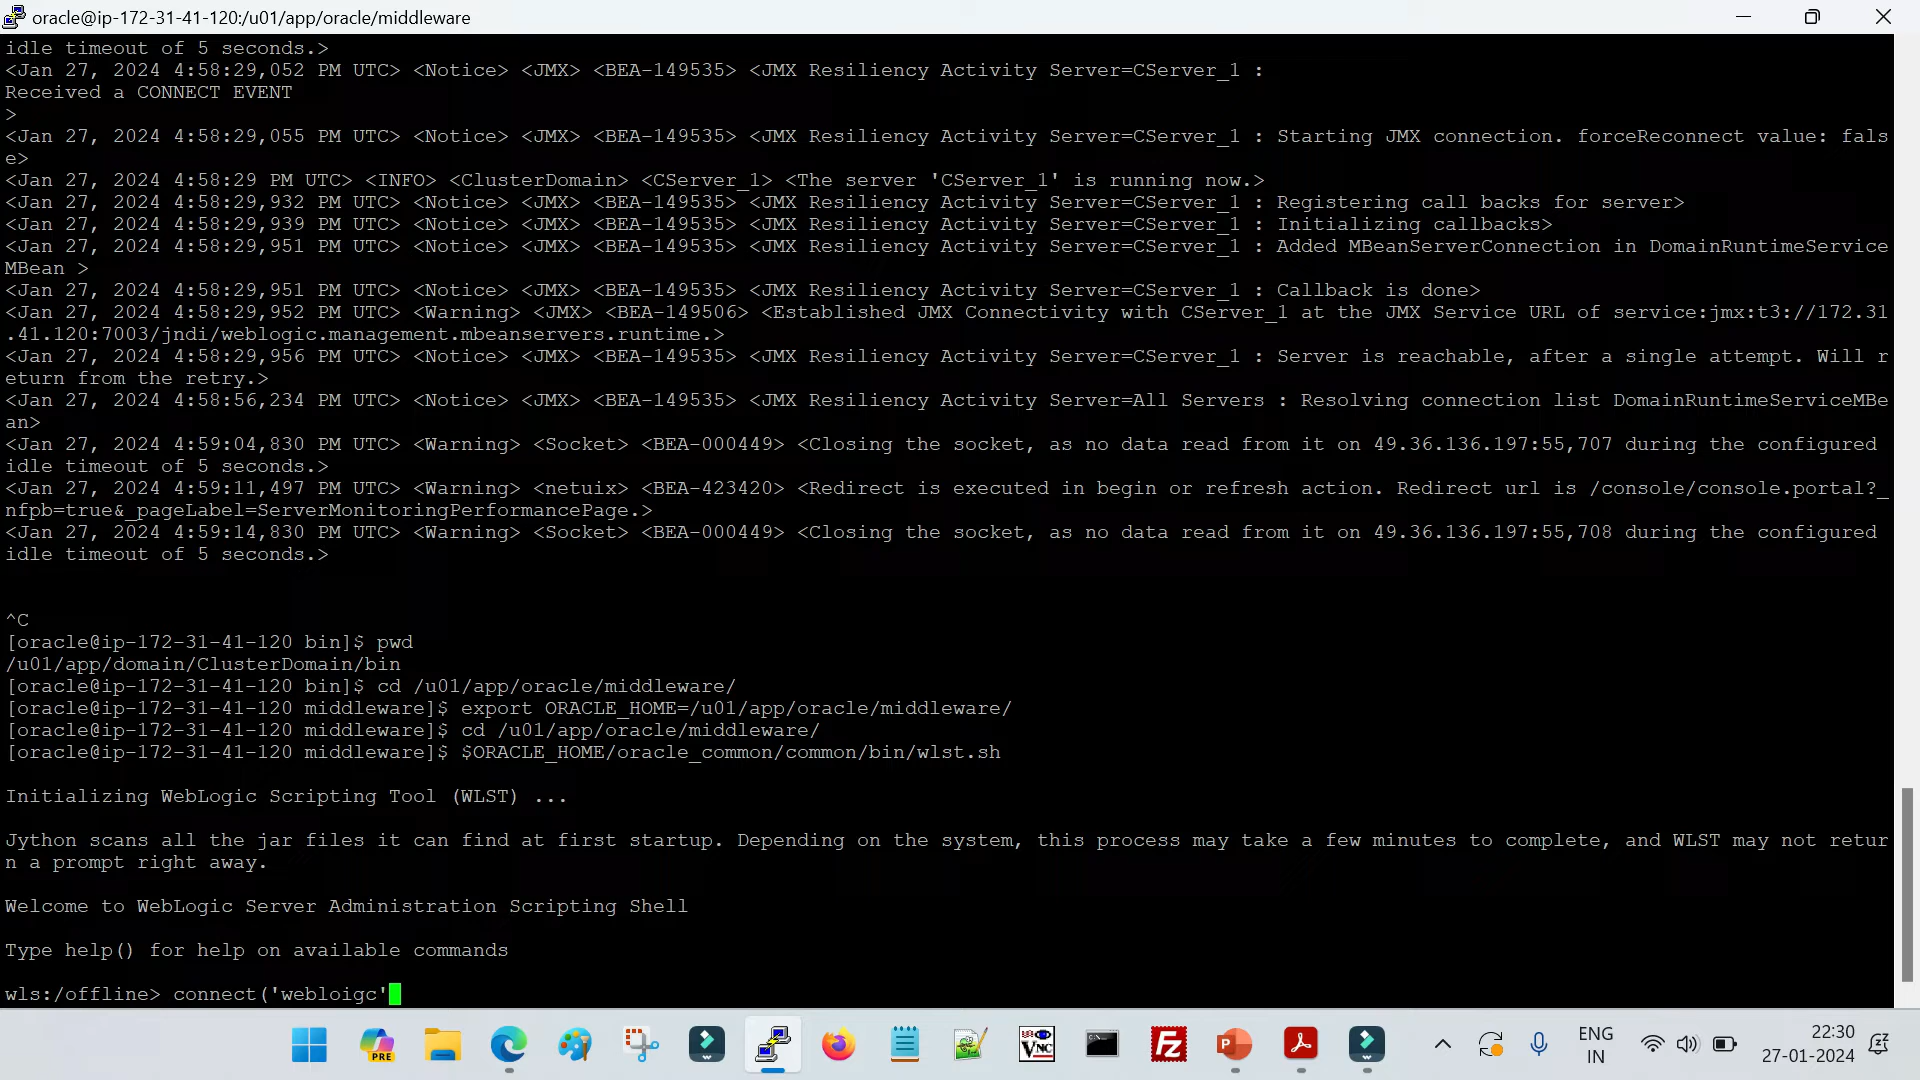 oracle@ip-172-31-41-120:/u01/app/oracle/middleware
idle timeout of 5 seconds.>
<Jan 27, 2024 4:58:29,052 PM UTC> <Notice> <JMX> <BEA-149535> <JMX Resiliency Activity Server=CServer_1 :
Received a CONNECT EVENT
>
<Jan 27, 2024 4:58:29,055 PM UTC> <Notice> <JMX> <BEA-149535> <JMX Resiliency Activity Server=CServer_1 : Starting JMX connection. forceReconnect value: fals
e>
<Jan 27, 2024 4:58:29 PM UTC> <INFO> <ClusterDomain> <CServer_1> <The server 'CServer_1' is running now.>
<Jan 27, 2024 4:58:29,932 PM UTC> <Notice> <JMX> <BEA-149535> <JMX Resiliency Activity Server=CServer_1 : Registering call backs for server>
<Jan 27, 2024 4:58:29,939 PM UTC> <Notice> <JMX> <BEA-149535> <JMX Resiliency Activity Server=CServer_1 : Initializing callbacks>
<Jan 27, 2024 4:58:29,951 PM UTC> <Notice> <JMX> <BEA-149535> <JMX Resiliency Activity Server=CServer_1 : Added MBeanServerConnection in DomainRuntimeService
MBean >
<Jan 27, 2024 4:58:29,951 PM UTC> <Notice> <JMX> <BEA-149535> <JMX Resiliency Activity Server=CServer_1 : Callback is done>
<Jan 27, 2024 4:58:29,952 PM UTC> <Warning> <JMX> <BEA-149506> <Established JMX Connectivity with CServer_1 at the JMX Service URL of service:jmx:t3://172.31
.41.120:7003/jndi/weblogic.management.mbeanservers.runtime.>
<Jan 27, 2024 4:58:29,956 PM UTC> <Notice> <JMX> <BEA-149535> <JMX Resiliency Activity Server=CServer_1 : Server is reachable, after a single attempt. Will r
eturn from the retry.>
<Jan 27, 2024 4:58:56,234 PM UTC> <Notice> <JMX> <BEA-149535> <JMX Resiliency Activity Server=All Servers : Resolving connection list DomainRuntimeServiceMBe
an>
<Jan 27, 2024 4:59:04,830 PM UTC> <Warning> <Socket> <BEA-000449> <Closing the socket, as no data read from it on 49.36.136.197:55,707 during the configured
idle timeout of 5 seconds.>
<Jan 27, 2024 4:59:11,497 PM UTC> <Warning> <netuix> <BEA-423420> <Redirect is executed in begin or refresh action. Redirect url is /console/console.portal?_
nfpb=true&_pageLabel=ServerMonitoringPerformancePage.>
<Jan 27, 2024 4:59:14,830 PM UTC> <Warning> <Socket> <BEA-000449> <Closing the socket, as no data read from it on 49.36.136.197:55,708 during the configured
idle timeout of 5 seconds.>
^C
[oracle@ip-172-31-41-120 bin]$ pwd
/u01/app/domain/ClusterDomain/bin
[oracle@ip-172-31-41-120 bin]$ cd /u01/app/oracle/middleware/
[oracle@ip-172-31-41-120 middleware]$ export ORACLE_HOME=/u01/app/oracle/middleware/
[oracle@ip-172-31-41-120 middleware]$ cd /u01/app/oracle/middleware/
[oracle@ip-172-31-41-120 middleware]$ $ORACLE_HOME/oracle_common/common/bin/wlst.sh
Initializing WebLogic Scripting Tool (WLST) ...
Jython scans all the jar files it can find at first startup. Depending on the system, this process may take a few minutes to complete, and WLST may not retur
n a prompt right away.
Welcome to WebLogic Server Administration Scripting Shell
Type help() for help on available commands
wls:/offline> connect('webloigc'
PRE
VNC
P
ENG
IN
22:30
27-01-2024